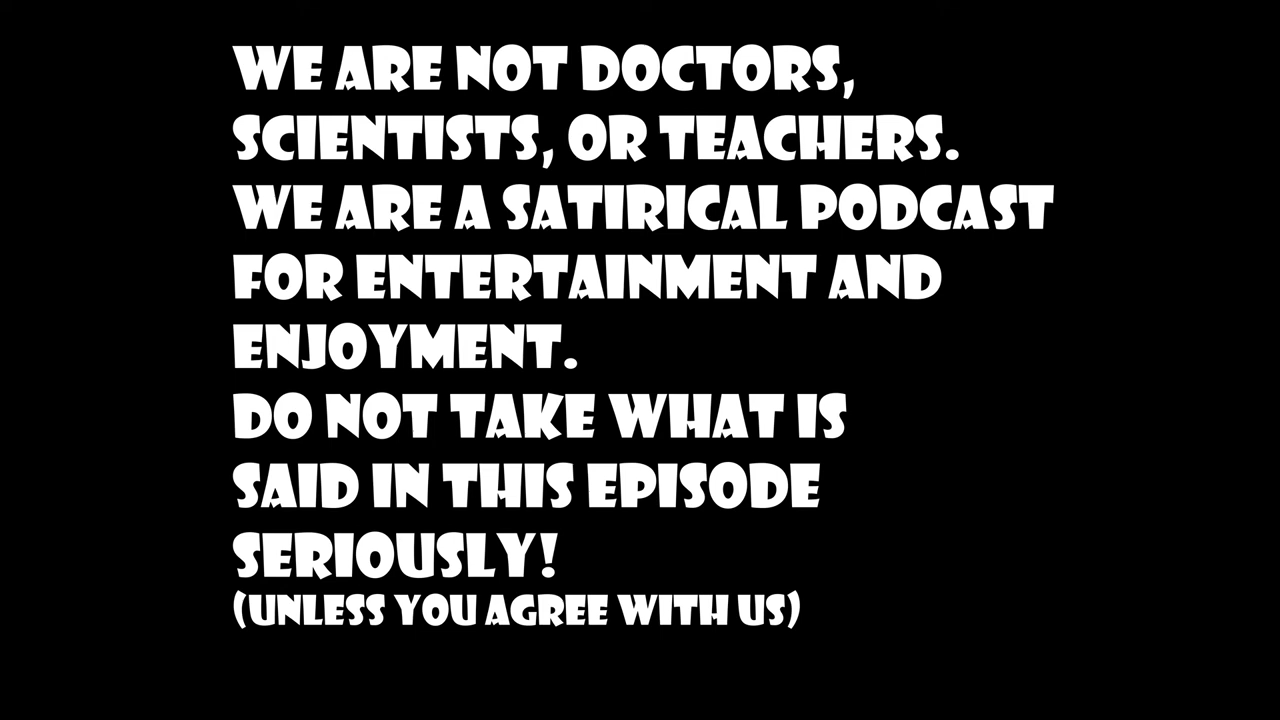 WE ARE NOT DOCTORS,
SCIENTISTS, OR TEACHERS.
WE ARE A SATIRICAL PODCAST
FOR ENTERTAINMENT AND
ENJOYMENT.
DO NOT TAKE WHAT IS
SAID IN THIS EPISODE
SERIOUSLY!
(UNLESS YOU AGREE WITH US)